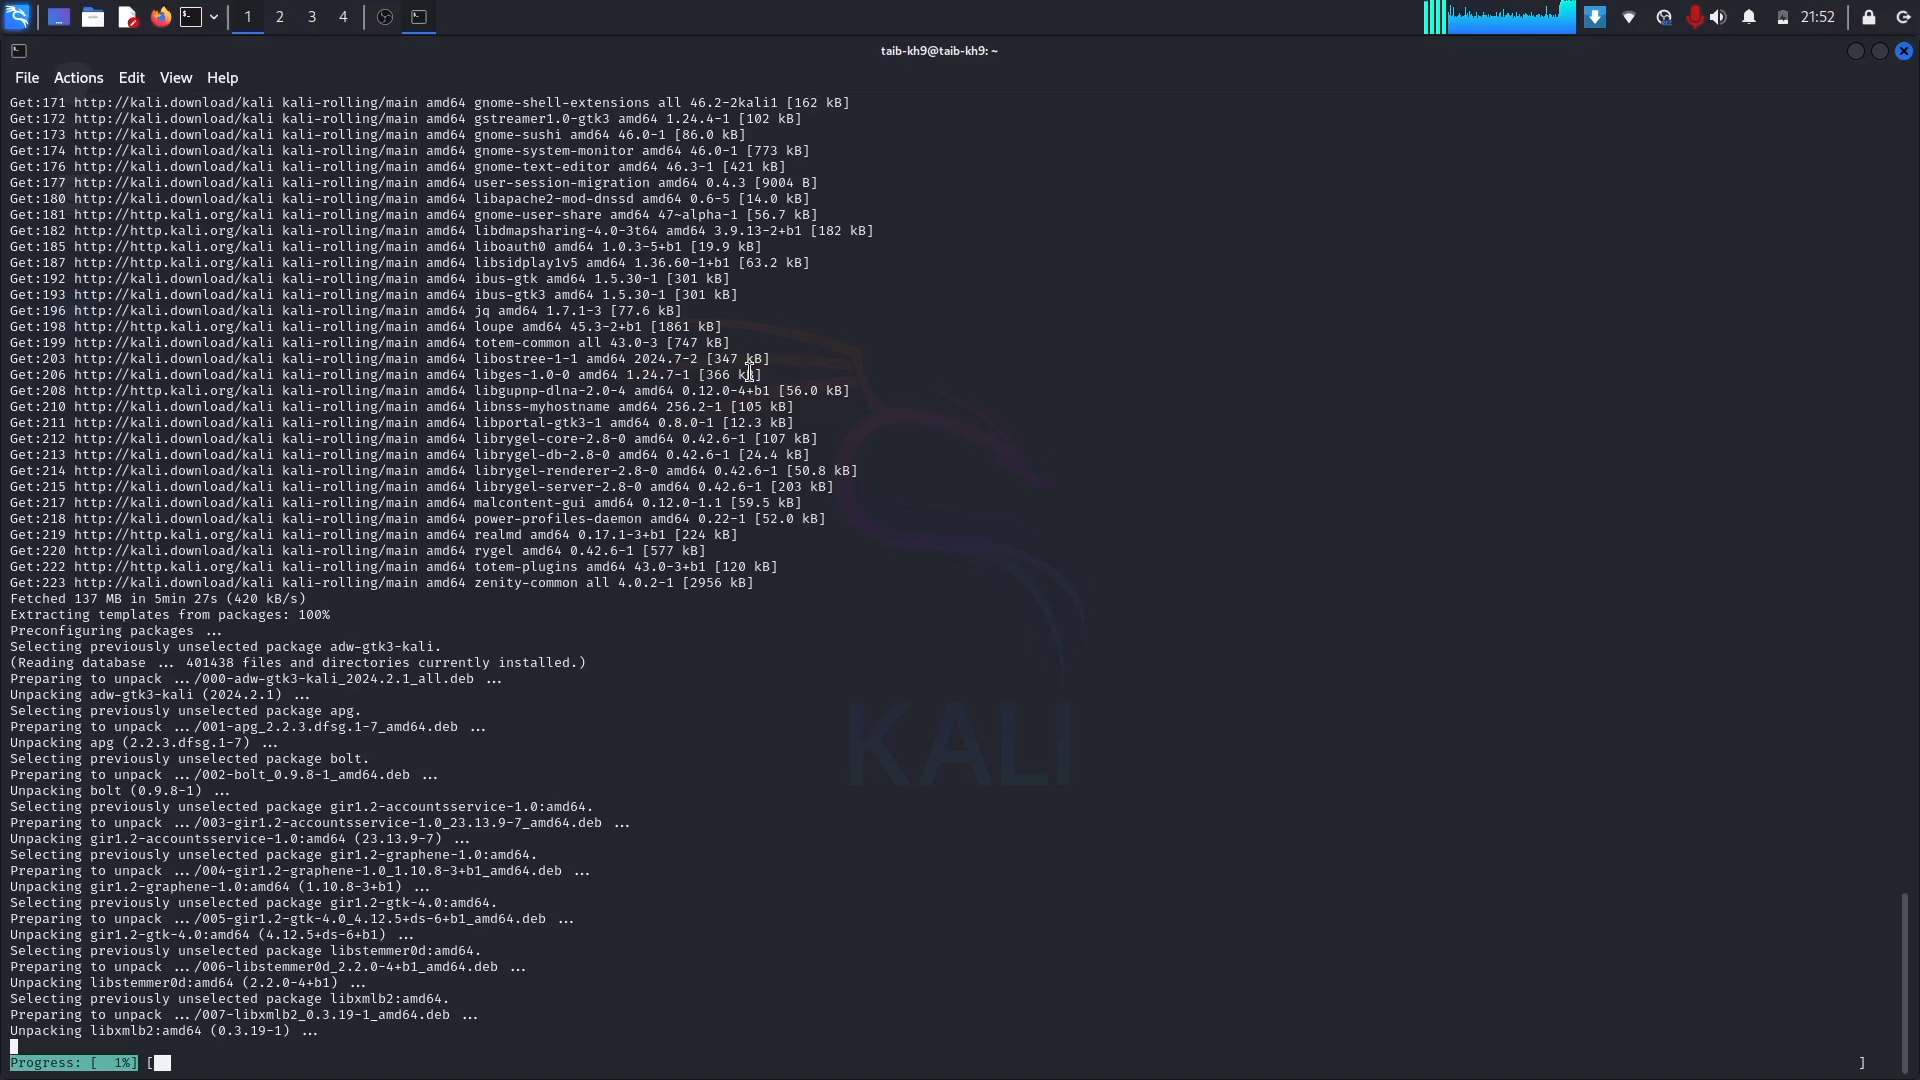 1 2 3 4 21:52
taib-kh9@taib-kh9: ~
File Actions Edit View Help
Get:171 http://kali.download/kali kali-rolling/main amd64 gnome-shell-extensions all 46.2-2kali1 [162 kB]
Get:172 http://kali.download/kali kali-rolling/main amd64 gstreamer1.0-gtk3 amd64 1.24.4-1 [102 kB]
Get:173 http://kali.download/kali kali-rolling/main amd64 gnome-sushi amd64 46.0-1 [86.0 kB]
Get:174 http://kali.download/kali kali-rolling/main amd64 gnome-system-monitor amd64 46.0-1 [773 kB]
Get:176 http://kali.download/kali kali-rolling/main amd64 gnome-text-editor amd64 46.3-1 [421 kB]
Get:177 http://kali.download/kali kali-rolling/main amd64 user-session-migration amd64 0.4.3 [9004 B]
Get:180 http://kali.download/kali kali-rolling/main amd64 libapache2-mod-dnssd amd64 0.6-5 [14.0 kB]
Get:181 http://http.kali.org/kali kali-rolling/main amd64 gnome-user-share amd64 47~alpha-1 [56.7 kB]
Get:182 http://http.kali.org/kali kali-rolling/main amd64 libdmapsharing-4.0-3t64 amd64 3.9.13-2+b1 [182 kB]
Get:185 http://http.kali.org/kali kali-rolling/main amd64 liboauth0 amd64 1.0.3-5+b1 [19.9 kB]
Get:187 http://http.kali.org/kali kali-rolling/main amd64 libsidplay1v5 amd64 1.36.60-1+b1 [63.2 kB]
Get:192 http://kali.download/kali kali-rolling/main amd64 ibus-gtk amd64 1.5.30-1 [301 kB]
Get:193 http://kali.download/kali kali-rolling/main amd64 ibus-gtk3 amd64 1.5.30-1 [301 kB]
Get:196 http://kali.download/kali kali-rolling/main amd64 jq amd64 1.7.1-3 [77.6 kB]
Get:198 http://http.kali.org/kali kali-rolling/main amd64 loupe amd64 45.3-2+b1 [1861 kB]
Get:199 http://kali.download/kali kali-rolling/main amd64 totem-common all 43.0-3 [747 kB]
Get:203 http://kali.download/kali kali-rolling/main amd64 libostree-1-1 amd64 2024.7-2 [347 kB]
Get:206 http://kali.download/kali kali-rolling/main amd64 libges-1.0-0 amd64 1.24.7-1 [366 kB]
Get:208 http://http.kali.org/kali kali-rolling/main amd64 libgupnp-dlna-2.0-4 amd64 0.12.0-4+b1 [56.0 kB]
Get:210 http://kali.download/kali kali-rolling/main amd64 libnss-myhostname amd64 256.2-1 [105 kB]
Get:211 http://kali.download/kali kali-rolling/main amd64 libportal-gtk3-1 amd64 0.8.0-1 [12.3 kB]
Get:212 http://kali.download/kali kali-rolling/main amd64 librygel-core-2.8-0 amd64 0.42.6-1 [107 kB]
Get:213 http://kali.download/kali kali-rolling/main amd64 librygel-db-2.8-0 amd64 0.42.6-1 [24.4 kB]
Get:214 http://kali.download/kali kali-rolling/main amd64 librygel-renderer-2.8-0 amd64 0.42.6-1 [50.8 kB]
Get:215 http://kali.download/kali kali-rolling/main amd64 librygel-server-2.8-0 amd64 0.42.6-1 [203 kB]
Get:217 http://kali.download/kali kali-rolling/main amd64 malcontent-gui amd64 0.12.0-1.1 [59.5 kB]
Get:218 http://kali.download/kali kali-rolling/main amd64 power-profiles-daemon amd64 0.22-1 [52.0 kB]
Get:219 http://http.kali.org/kali kali-rolling/main amd64 realmd amd64 0.17.1-3+b1 [224 kB]
Get:220 http://kali.download/kali kali-rolling/main amd64 rygel amd64 0.42.6-1 [577 kB]
Get:222 http://kali.download/kali kali-rolling/main amd64 totem-plugins amd64 43.0-3+b1 [120 kB]
Get:223 http://kali.download/kali kali-rolling/main amd64 zenity-common all 4.0.2-1 [2956 kB]
Fetched 137 MB in 5min 27s (420 kB/s)
Extracting templates from packages: 100%
Preconfiguring packages ...
Selecting previously unselected package adw-gtk3-kali.
(Reading database ... 401438 files and directories currently installed.)
Preparing to unpack .../000-adw-gtk3-kali_2024.2.1_all.deb ...
Unpacking adw-gtk3-kali (2024.2.1) ...
Selecting previously unselected package apg.
Preparing to unpack .../001-apg_2.2.3.dfsg.1-7_amd64.deb ...
Unpacking apg (2.2.3.dfsg.1-7) ...
Selecting previously unselected package bolt.
Preparing to unpack .../002-bolt_0.9.8-1_amd64.deb ...
Unpacking bolt (0.9.8-1) ...
Selecting previously unselected package gir1.2-accountsservice-1.0:amd64.
Preparing to unpack .../003-gir1.2-accountsservice-1.0_23.13.9-7_amd64.deb ...
Unpacking gir1.2-accountsservice-1.0:amd64 (23.13.9-7) ...
Selecting previously unselected package gir1.2-graphene-1.0:amd64.
Preparing to unpack .../004-gir1.2-graphene-1.0_1.10.8-3+b1_amd64.deb ...
Unpacking gir1.2-graphene-1.0:amd64 (1.10.8-3+b1) ...
Selecting previously unselected package gir1.2-gtk-4.0:amd64.
Preparing to unpack .../005-gir1.2-gtk-4.0_4.12.5+ds-6+b1_amd64.deb ...
Unpacking gir1.2-gtk-4.0:amd64 (4.12.5+ds-6+b1) ...
Selecting previously unselected package libstemmer0d:amd64.
Preparing to unpack .../006-libstemmer0d_2.2.0-4+b1_amd64.deb ...
Unpacking libstemmer0d:amd64 (2.2.0-4+b1) ...
Selecting previously unselected package libxmlb2:amd64.
Preparing to unpack .../007-libxmlb2_0.3.19-1_amd64.deb ...
Unpacking libxmlb2:amd64 (0.3.19-1) ...
Progress: [  1%] [ ]
KALI